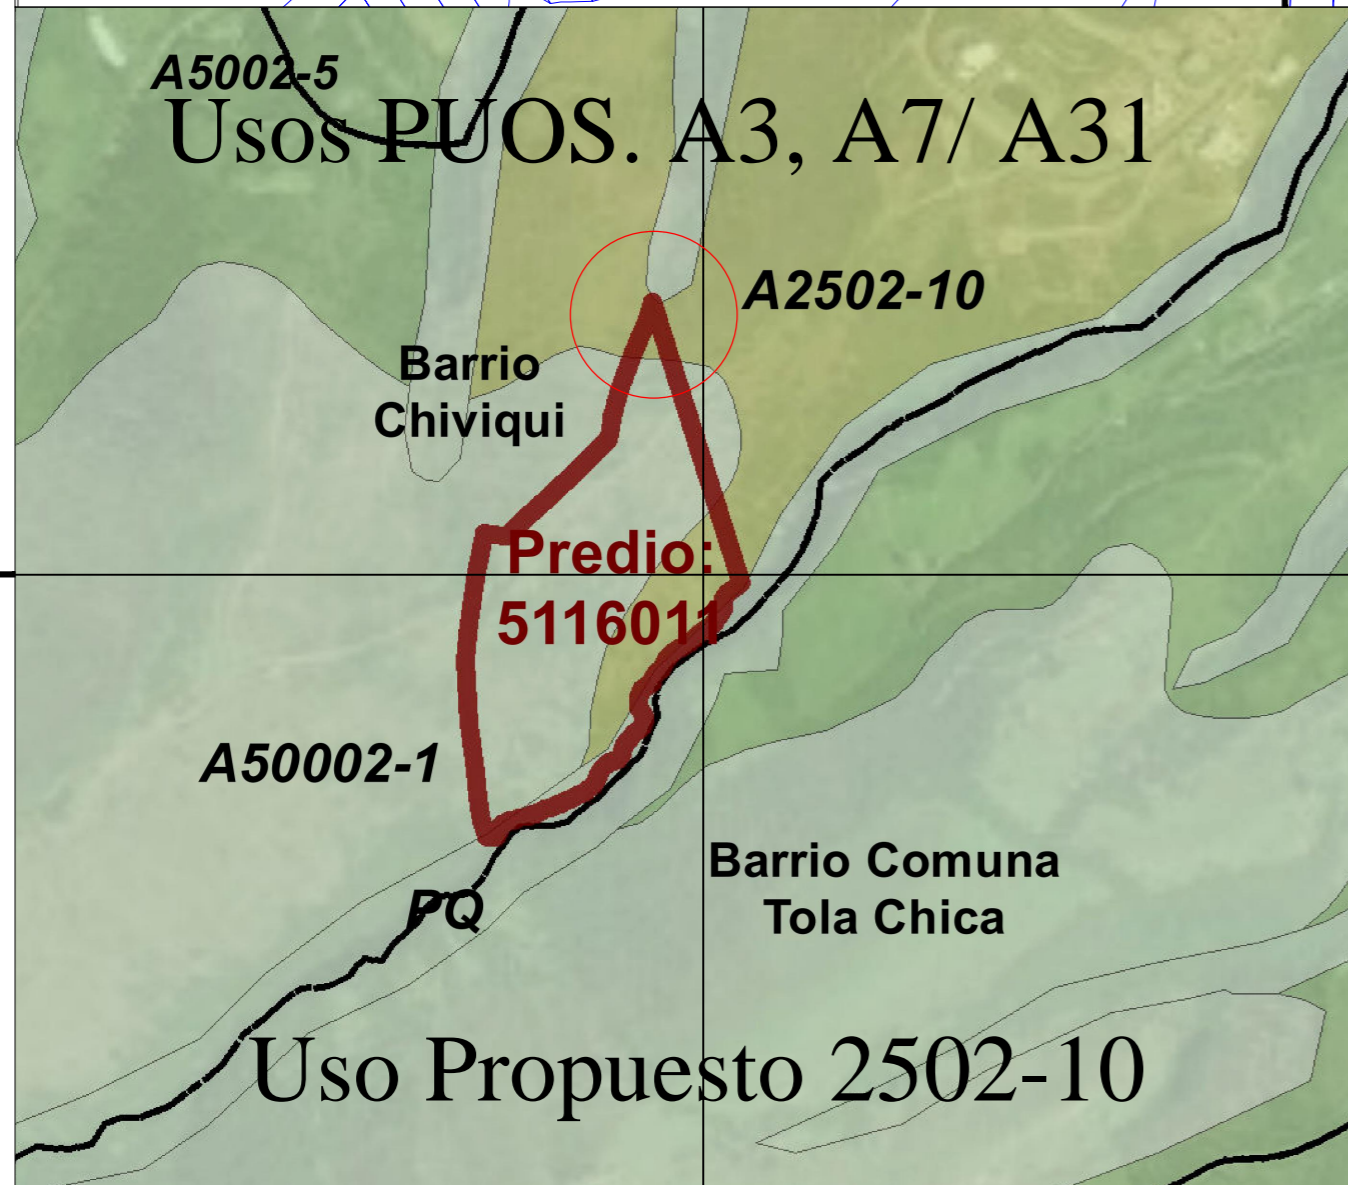 A5002-5
Usos PUOS. A3, A7/ A31
A2502-10
Barrio
Chiviqui
Predio:
5116011
A50002-1
Barrio Comuna
Tola Chica
PQ
Uso Propuesto 2502-10